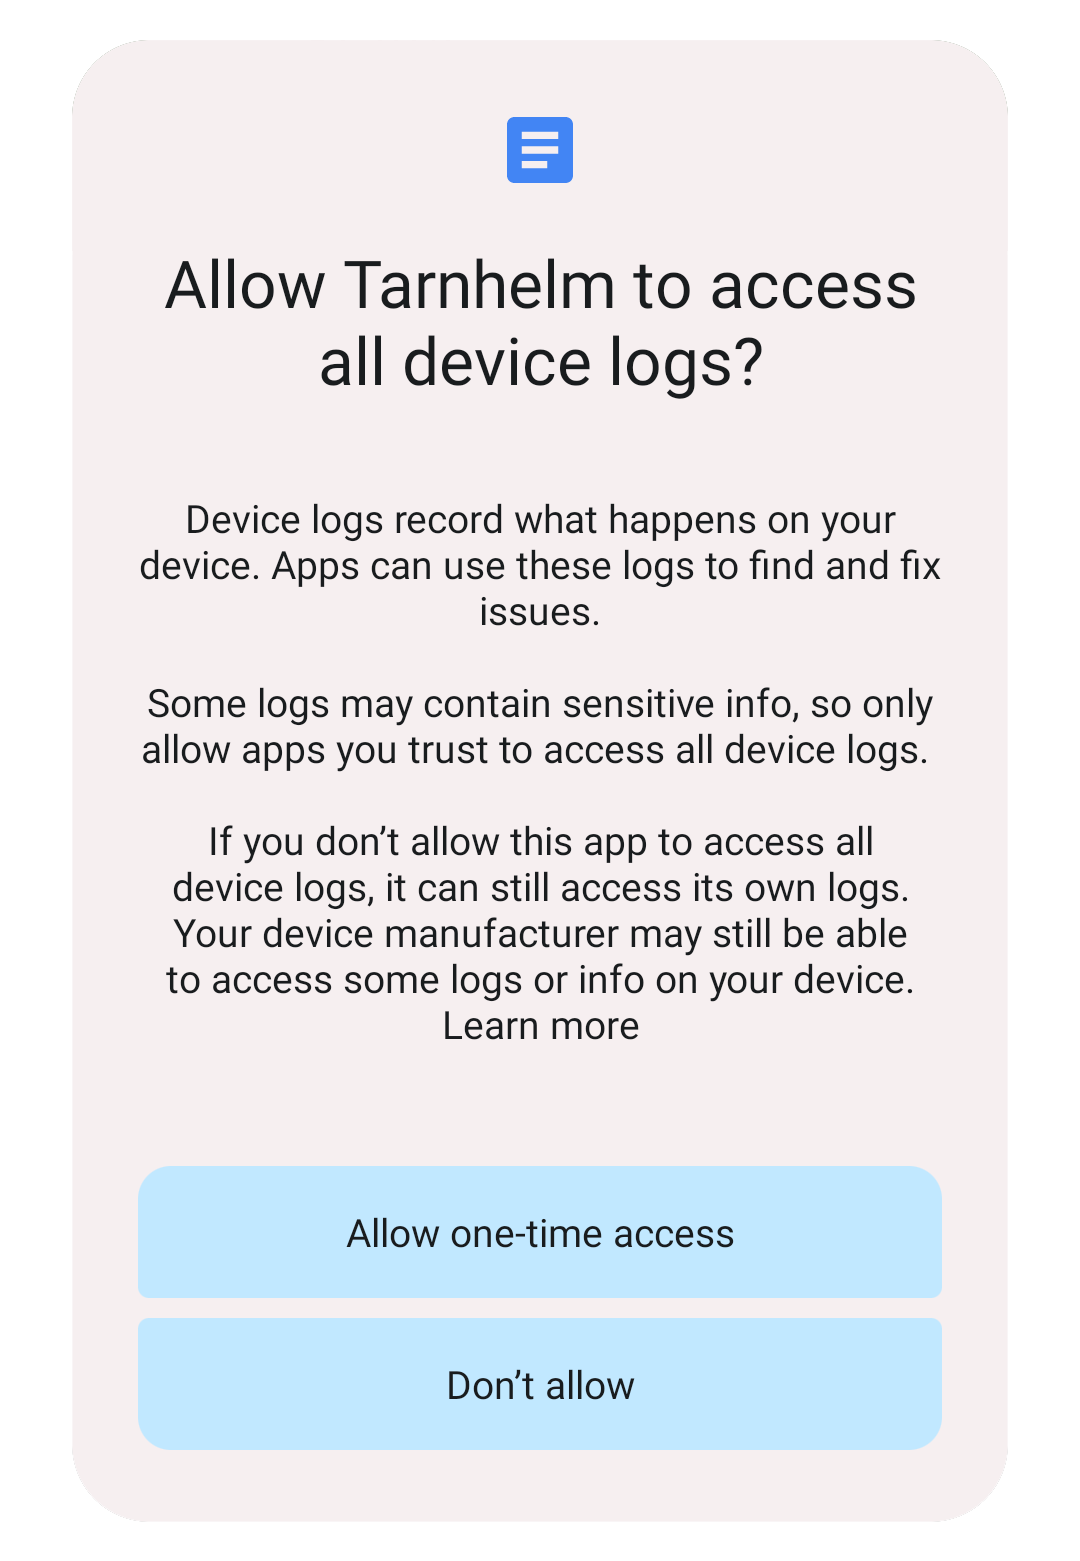 Allow Tarnhelm to access
all device logs?
Device logs record what happens on your
device. Apps can use these logs to find and fix
issues.
Some logs may contain sensitive info, so only
allow apps you trust to access all device logs.
If you don’t allow this app to access all
device logs, it can still access its own logs.
Your device manufacturer may still be able
to access some logs or info on your device.
Learn more
Allow one-time access
Don’t allow